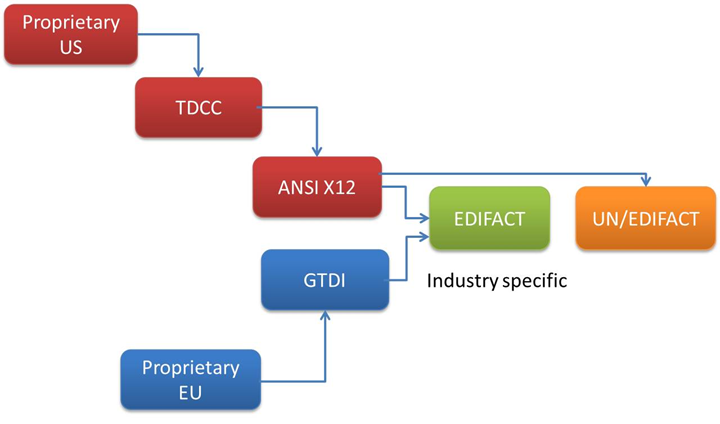 Proprietary
US
TDCC
ANSI X12
EDIFACT
UN/EDIFACT
GTDI
Industry specific
Proprietary
EU